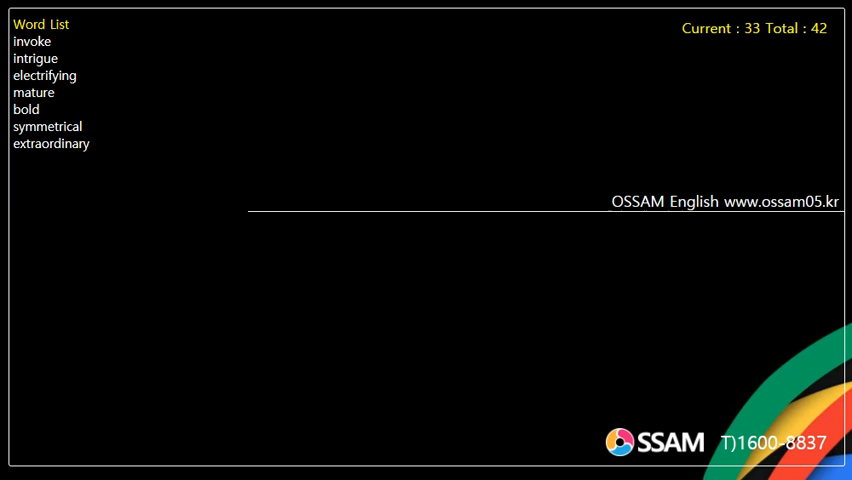 Word List
invoke
intrigue
electrifying
mature
bold
symmetrical
extraordinary
Current : 33 Total : 42
OSSAM English www.ossam05.kr
OSSAM T)1600-8837